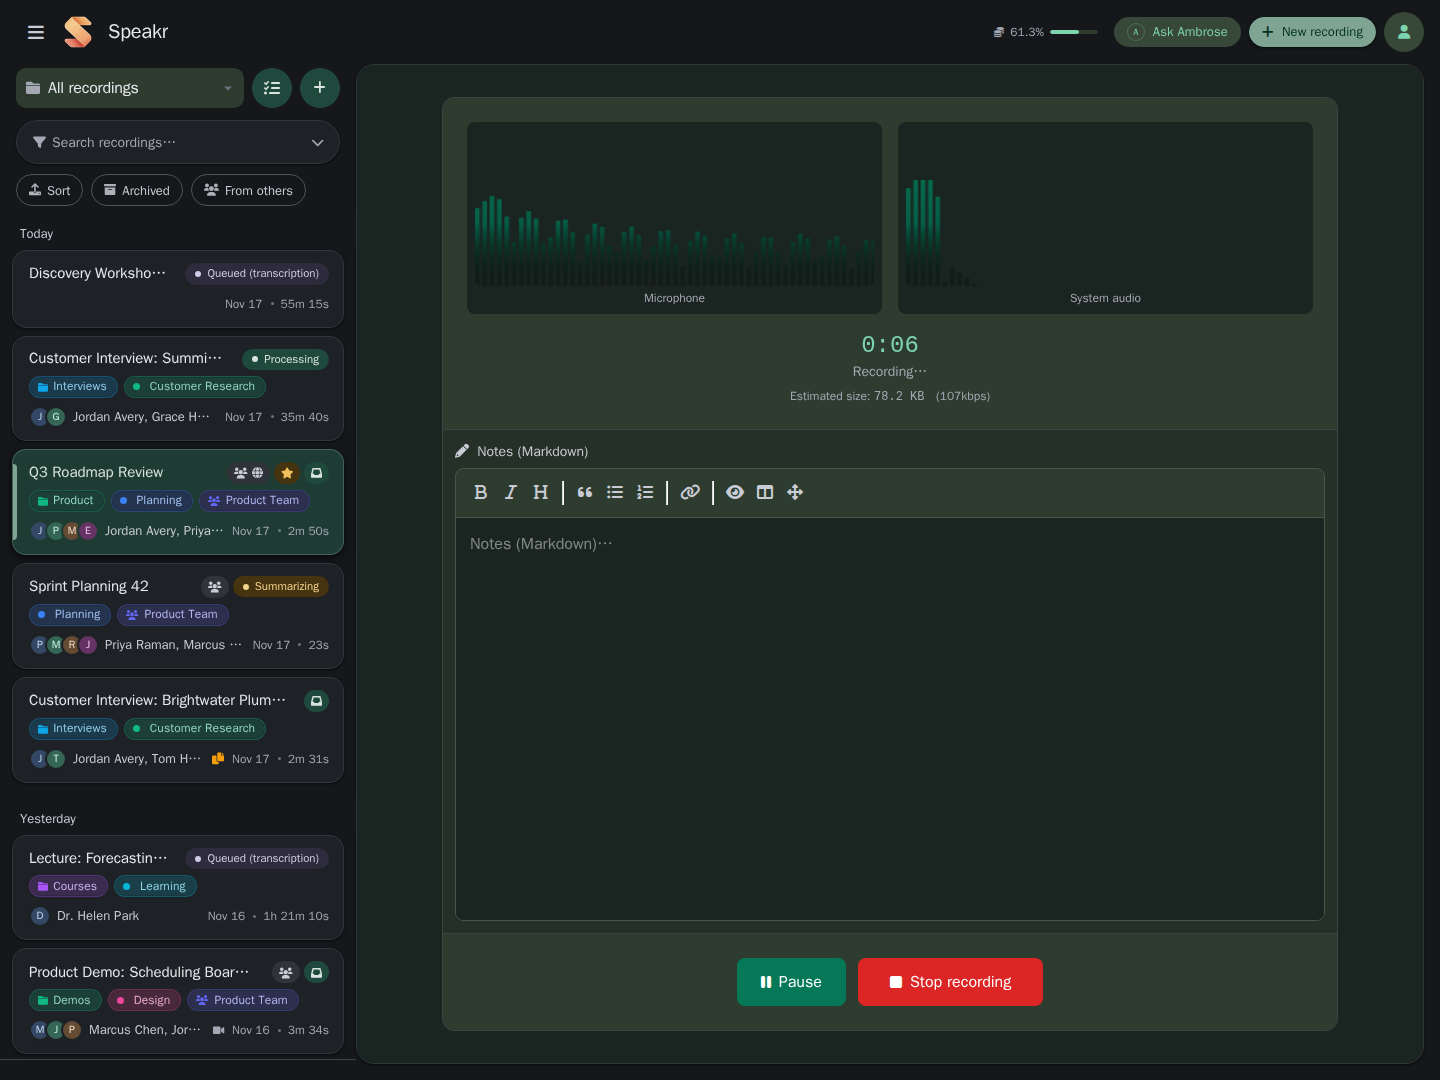 Speakr
61.3%
A Ask Ambrose
New recording
All recordings
Search recordings···
Sort
Archived
From others
Today
Discovery Worksho···
Queued (transcription)
Nov 17 • 55m 15s
Customer Interview: Summi···
Processing
Interviews
Customer Research
J G Jordan Avery, Grace H···
Nov 17 • 35m 40s
Q3 Roadmap Review
Product
Planning
Product Team
J P M E Jordan Avery, Priya···
Nov 17 • 2m 50s
Sprint Planning 42
Summarizing
Planning
Product Team
P M R J Priya Raman, Marcus ···
Nov 17 • 23s
Customer Interview: Brightwater Plum···
Interviews
Customer Research
J T Jordan Avery, Tom H···
Nov 17 • 2m 31s
Yesterday
Lecture: Forecastin···
Queued (transcription)
Courses
Learning
D Dr. Helen Park
Nov 16 • 1h 21m 10s
Product Demo: Scheduling Boar···
Demos
Design
Product Team
M J P Marcus Chen, Jor···
Nov 16 • 3m 34s
Microphone
System audio
0:06
Recording···
Estimated size: 78.2 KB (107kbps)
Notes (Markdown)
B I H
Notes (Markdown)···
Pause
Stop recording